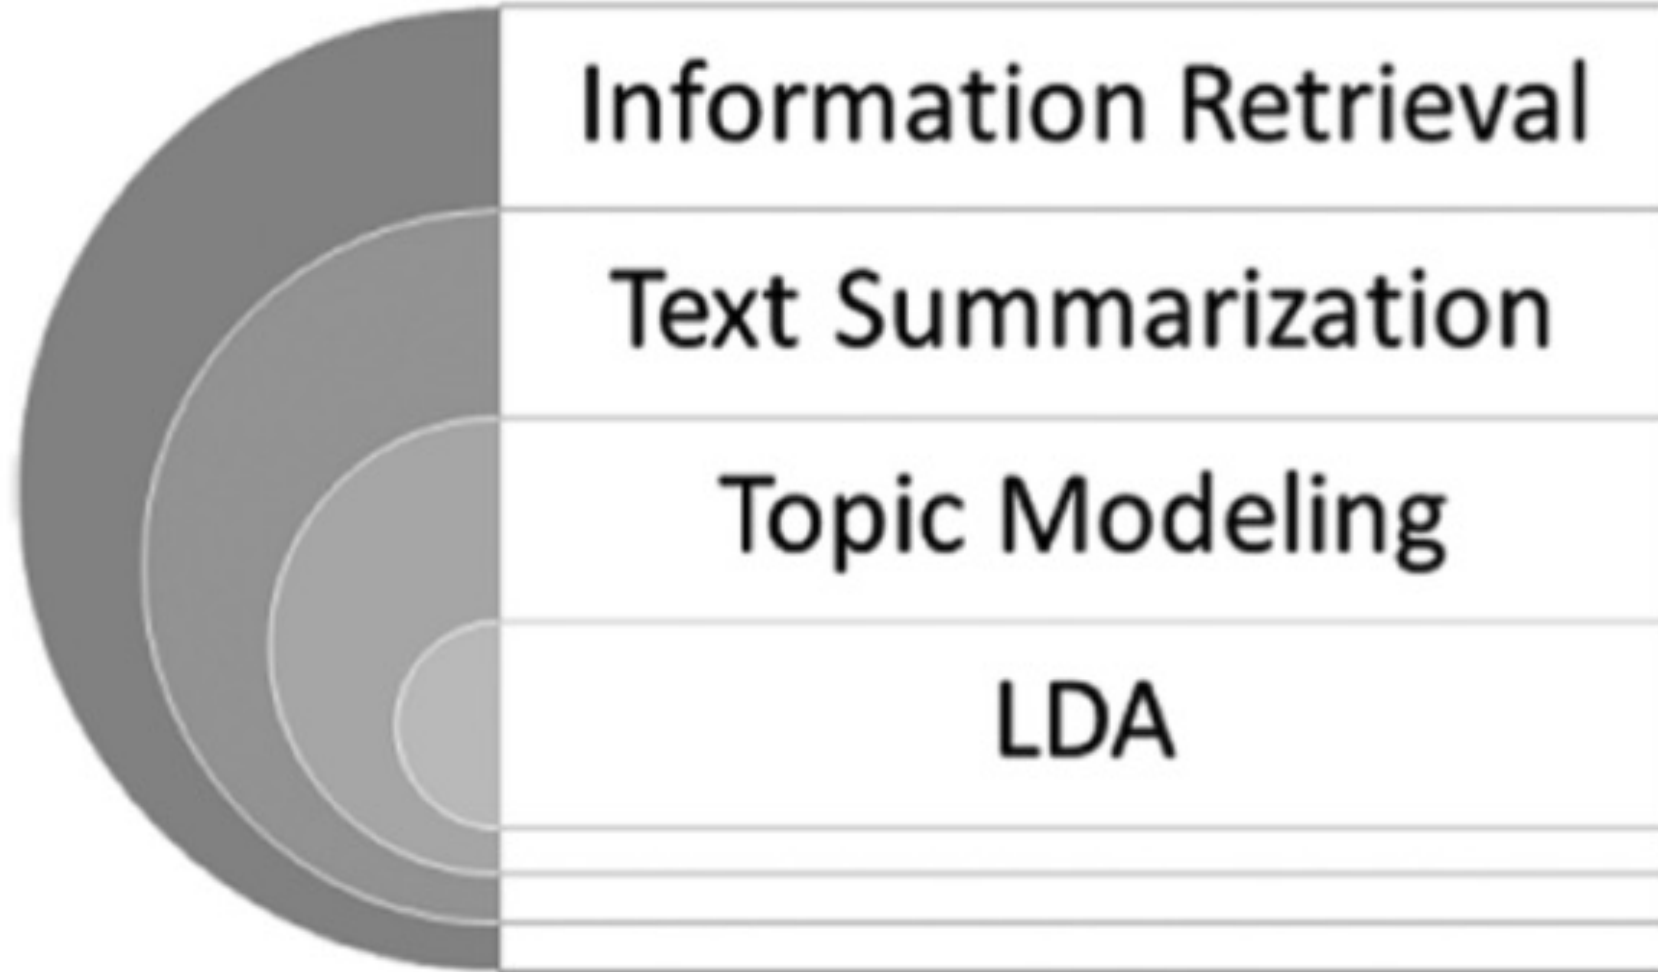 Information Retrieval
Text Summarization
Topic Modeling
LDA